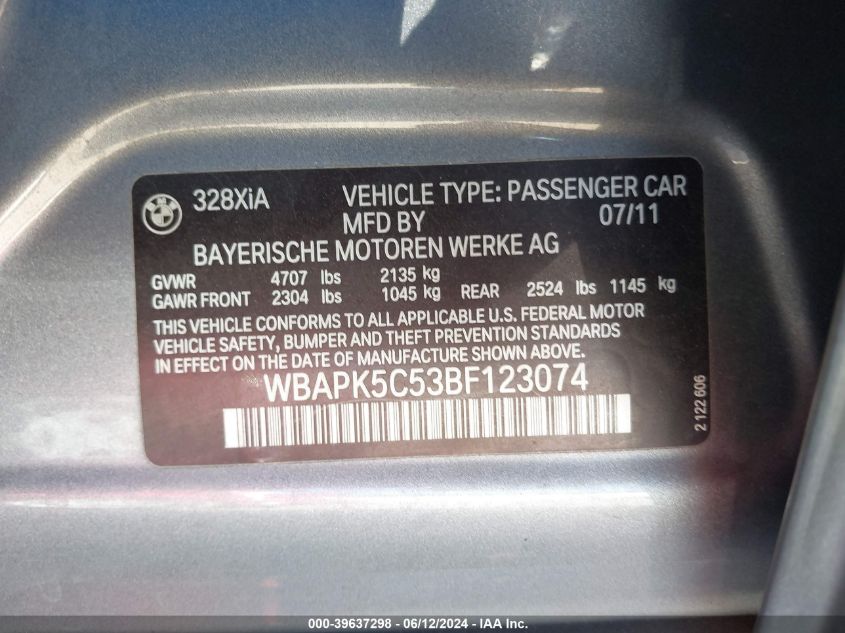 328XiA VEHICLE TYPE: PASSENGER CAR
MFD BY 07/11
BAYERISCHE MOTOREN WERKE AG
GVWR 4707 lbs 2135 kg
GAWR FRONT 2304 lbs 1045 kg REAR 2524 lbs 1145 kg
THIS VEHICLE CONFORMS TO ALL APPLICABLE U.S. FEDERAL MOTOR
VEHICLE SAFETY, BUMPER AND THEFT PREVENTION STANDARDS
IN EFFECT ON THE DATE OF MANUFACTURE SHOWN ABOVE.
WBAPK5C53BF123074
2 122 606
000-39637298 - 06/12/2024 - IAA Inc.